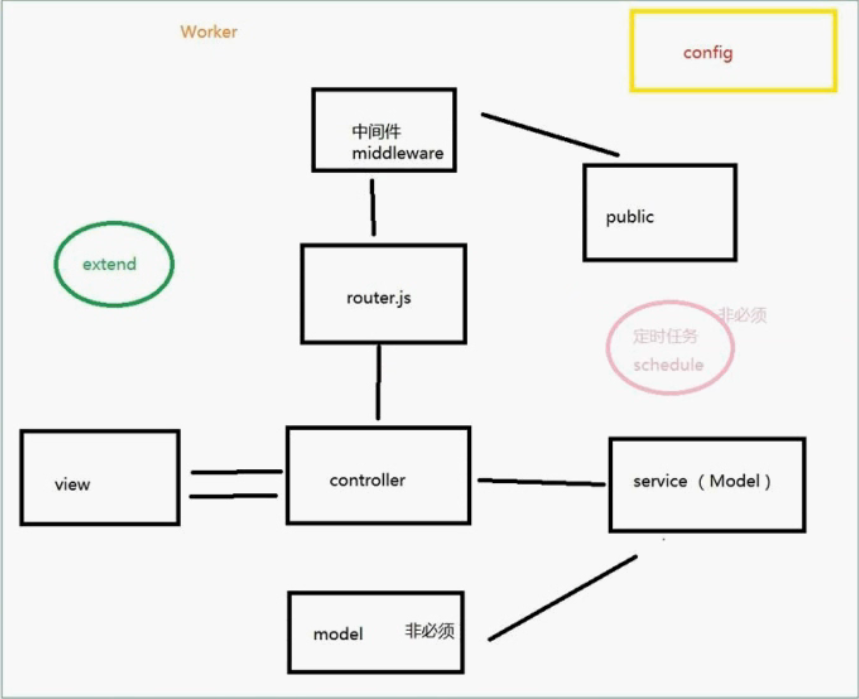 Worker
config
中间件
middleware
public
extend
router.js
非必须
定时任务
schedule
view
controller
service （Model）
model 非必须